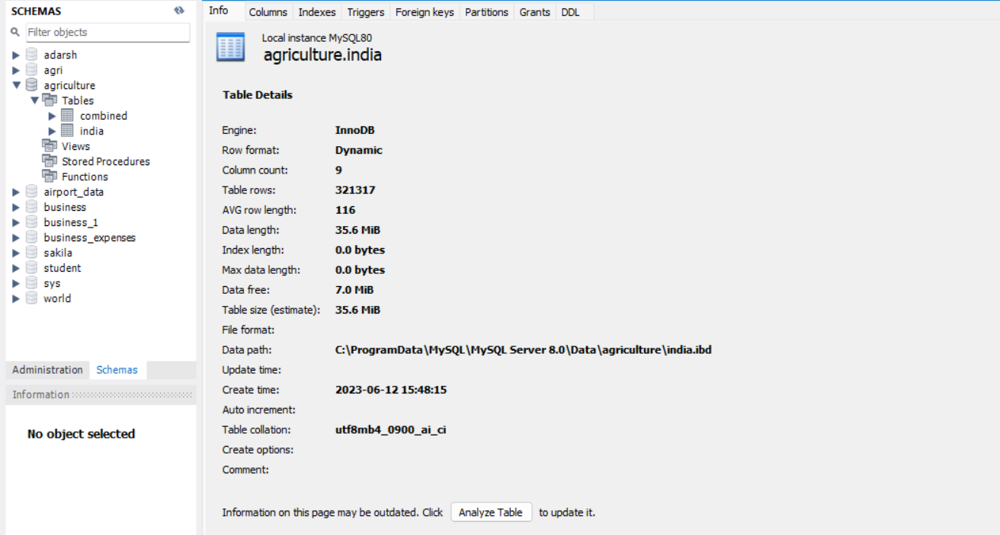 SCHEMAS
Filter objects
adarsh
agri
agriculture
Tables
combined
india
Views
Stored Procedures
Functions
airport_data
business
business_1
business_expenses
sakila
student
sys
world
Administration Schemas
Information
No object selected
Info Columns Indexes Triggers Foreign keys Partitions Grants DDL
Local instance MySQL80
agriculture.india
Table Details
Engine: InnoDB
Row format: Dynamic
Column count: 9
Table rows: 321317
AVG row length: 116
Data length: 35.6 MiB
Index length: 0.0 bytes
Max data length: 0.0 bytes
Data free: 7.0 MiB
Table size (estimate): 35.6 MiB
File format:
Data path: C:\ProgramData\MySQL\MySQL Server 8.0\Data\agriculture\india.ibd
Update time:
Create time: 2023-06-12 15:48:15
Auto increment:
Table collation: utf8mb4_0900_ai_ci
Create options:
Comment:
Information on this page may be outdated. Click Analyze Table to update it.